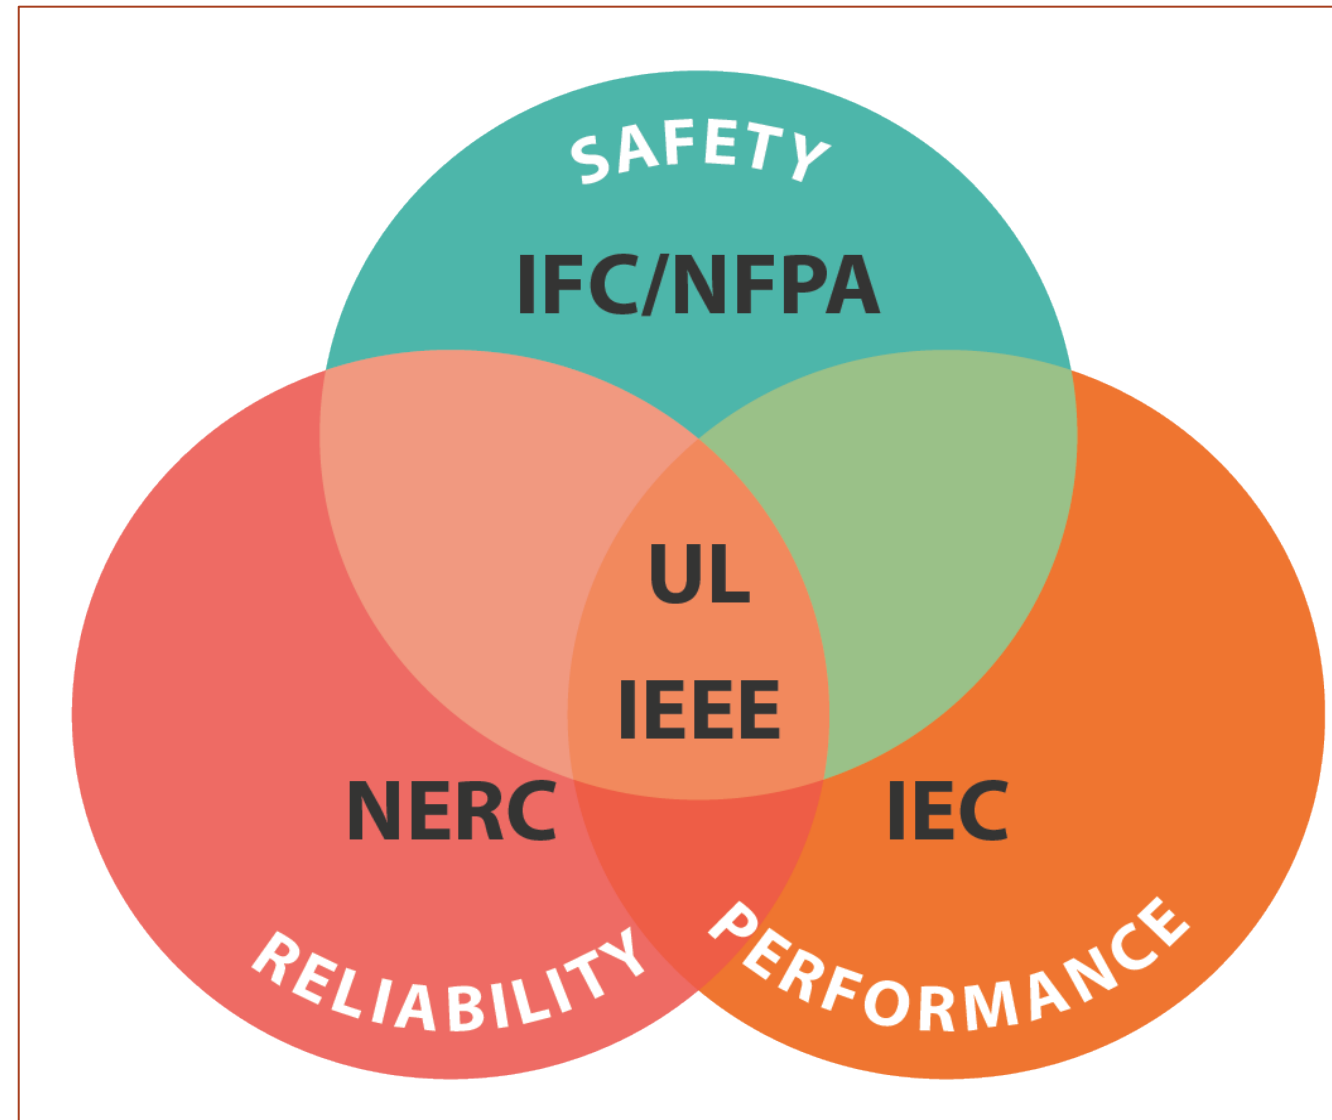 SAFETY
IFC/NFPA
UL
IEEE
NERC
IEC
RELIABILITY
PERFORMANCE